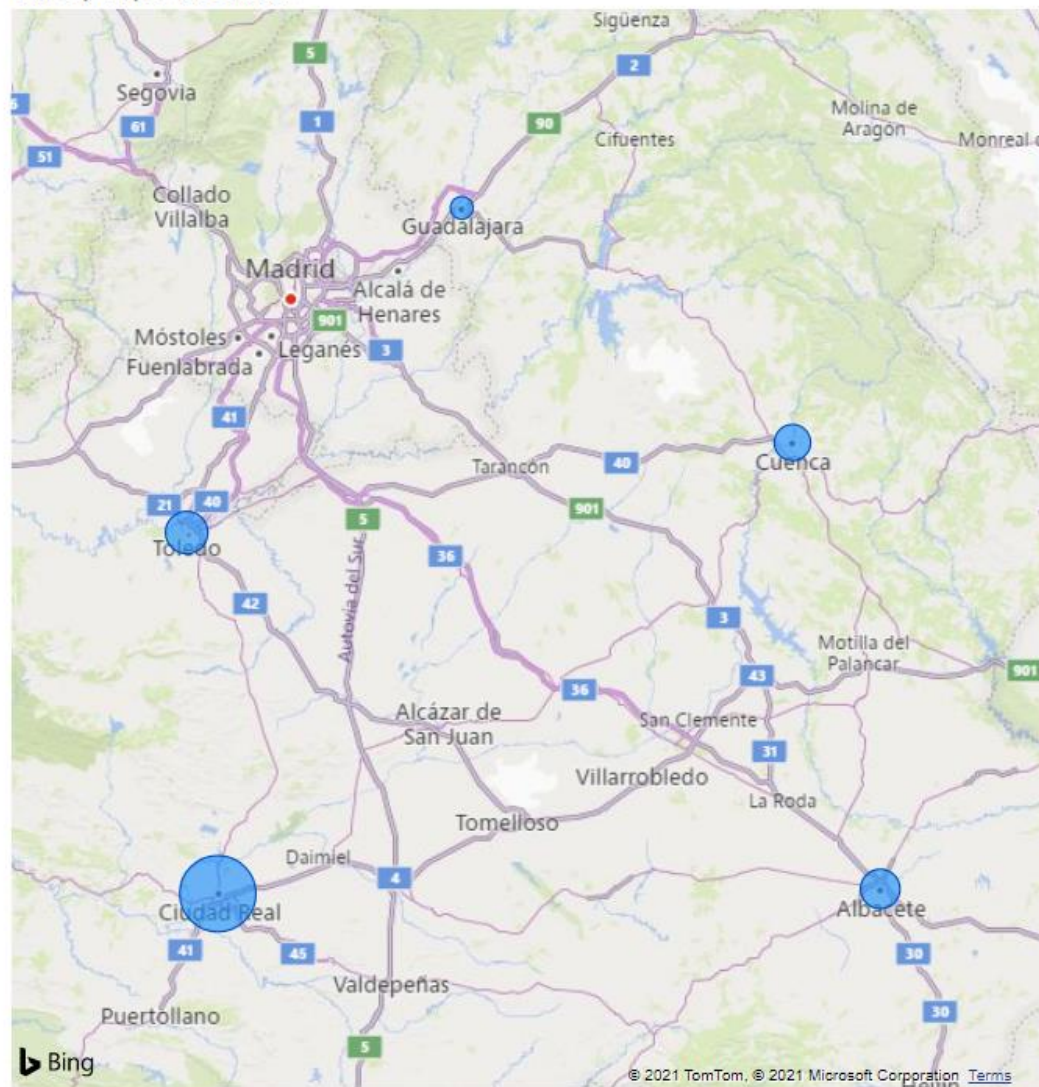 Sigüenza
5
2
Segovia
6
61
1
90
Molina de
Aragón
Cifuentes
Monreal d
51
Collado
Villalba
Guadalajara
Madrid
Alcalá de
Henares
901
Móstoles
Leganés
3
Fuenlabrada
41
Cuenca
Tarancón
40
21
40
901
5
Toledo
36
Autovía del Sur
42
3
Motilla del
Palancar
901
43
36
Alcázar de
San Juan
San Clemente
31
Villarrobledo
La Roda
Tomelloso
Daimiel
4
Ciudad Real
Albacete
41
45
30
Valdepeñas
30
Puertollano
5
Bing
© 2021 TomTom, © 2021 Microsoft Corporation Terms